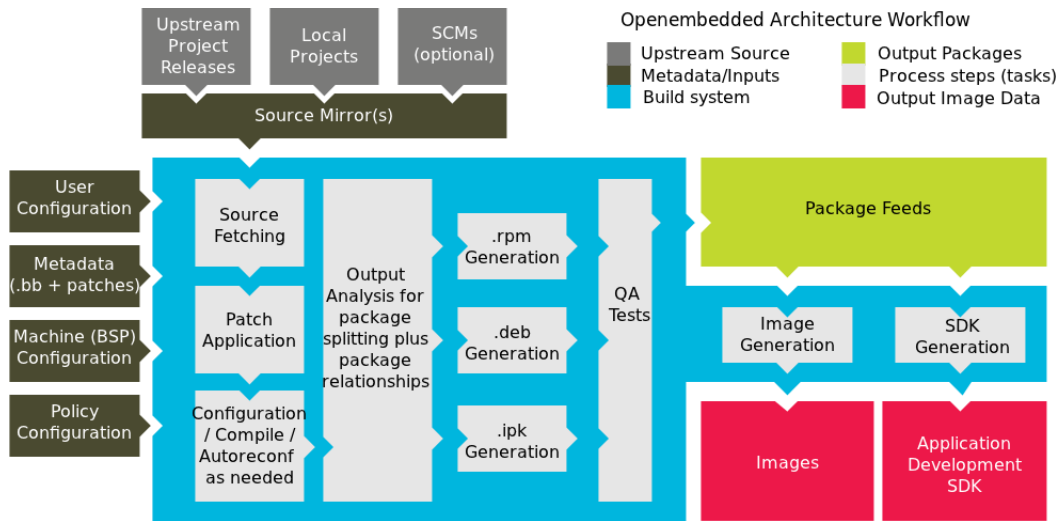 Openembedded Architecture Workflow
Upstream Source
Metadata/Inputs
Build system
Output Packages
Process steps (tasks)
Output Image Data
Upstream
Project
Releases
Local
Projects
SCMs
(optional)
Source Mirror(s)
User
Configuration
Metadata
(.bb + patches)
Machine (BSP)
Configuration
Policy
Configuration
Source
Fetching
Patch
Application
Configuration
/ Compile /
Autoreconf
as needed
Output
Analysis for
package
splitting plus
package
relationships
.rpm
Generation
.deb
Generation
.ipk
Generation
QA
Tests
Package Feeds
Image
Generation
SDK
Generation
Images
Application
Development
SDK